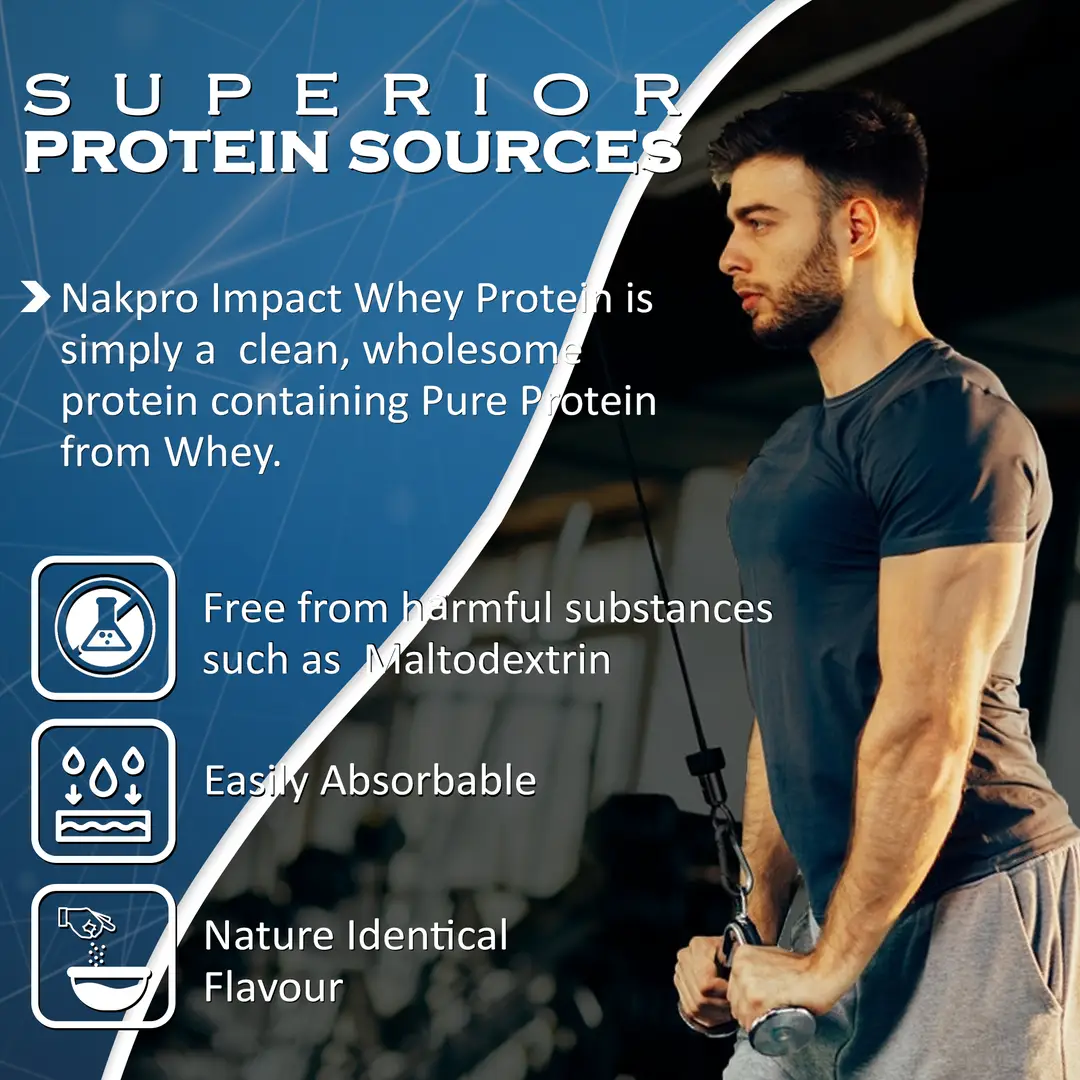 SUPERIOR
PROTEIN SOURCES
Nakpro Impact Whey Protein is
simply a clean, wholesome
protein containing Pure Protein
from Whey.
Free from harmful substances
such as Maltodextrin
Easily Absorbable
Nature Identical
Flavour